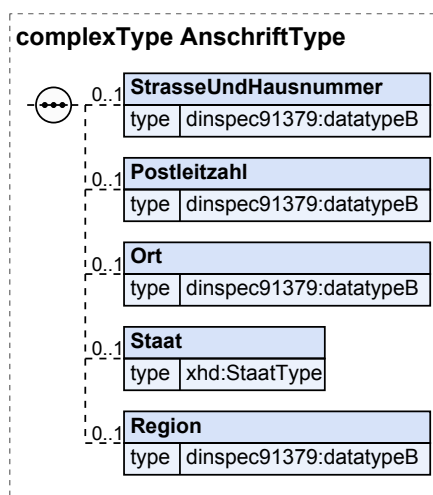 complexType AnschriftType
0..1 StrasseUndHausnummer
type dinspec91379:datatypeB
0..1 Postleitzahl
type dinspec91379:datatypeB
0..1 Ort
type dinspec91379:datatypeB
0..1 Staat
type xhd:StaatType
0..1 Region
type dinspec91379:datatypeB